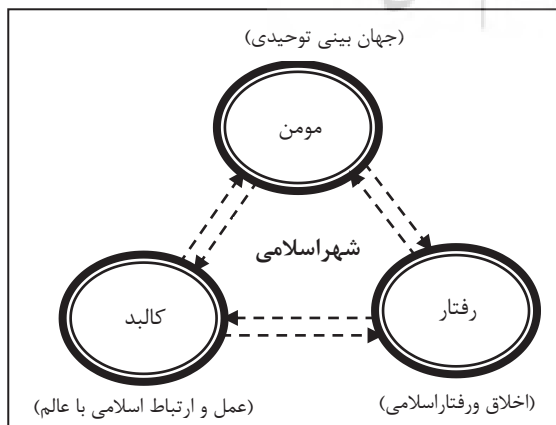 (جهان بینی توحیدی)
مومن
شهراسلامی
رفتار
کالبد
(اخلاق ورفتاراسلامی)
(عمل و ارتباط اسلامی با عالم)